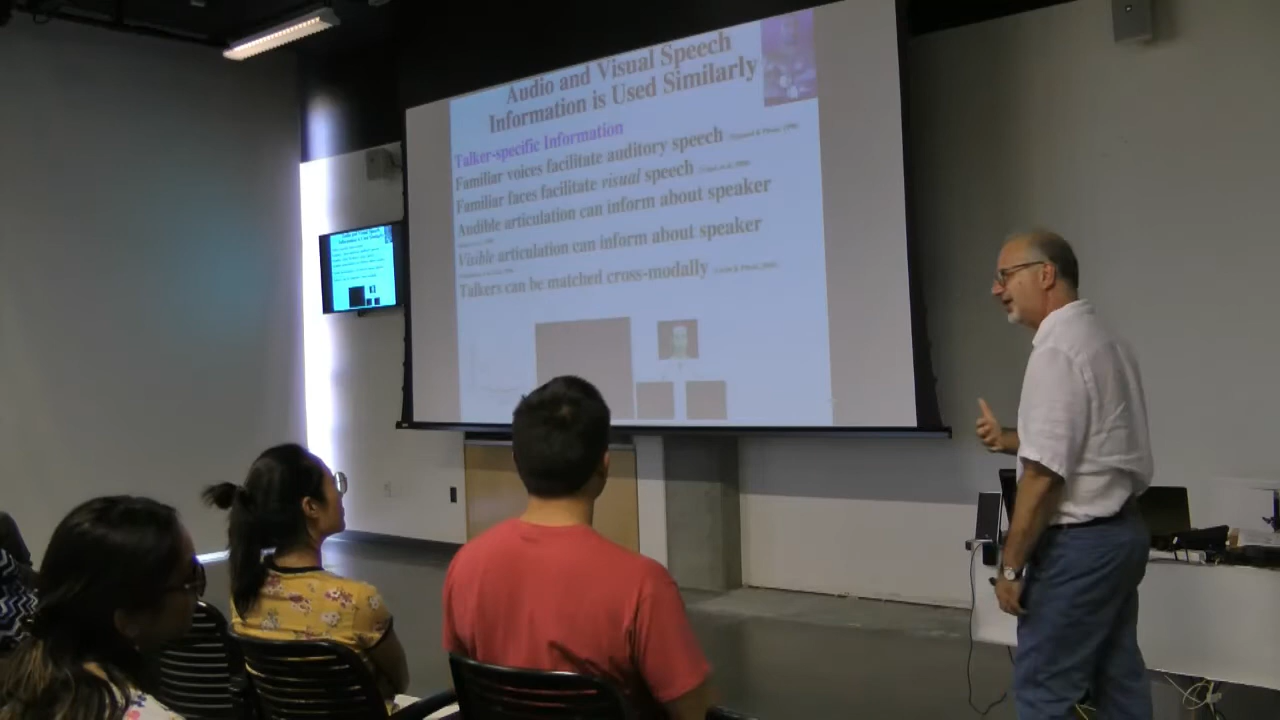 Audio and Visual Speech
Information is Used Similarly
Talker-specific Information
Familiar voices facilitate auditory speech
Familiar faces facilitate visual speech
Audible articulation can inform about speaker
Visible articulation can inform about speaker
Talkers can be matched cross-modally